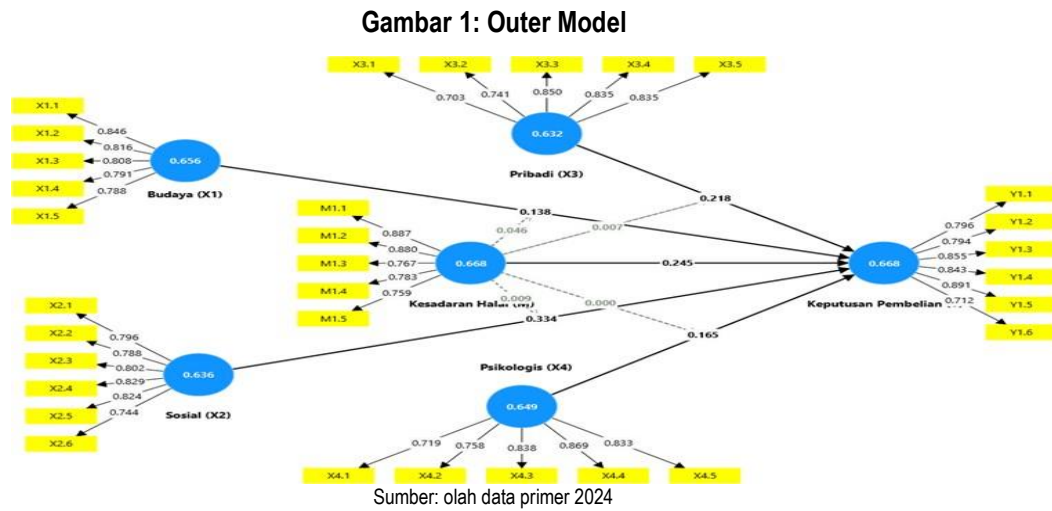 Gambar 1: Outer Model
X3.1 X3.2 X3.3 X3.4 X3.5
0.703 0.741 0.850 0.835 0.835
0.632
Pribadi (X3)
X1.1
X1.2
X1.3
X1.4
X1.5
0.846
0.816
0.808
0.791
0.788
0.656
Budaya (X1)
M1.1
M1.2
M1.3
M1.4
M1.5
0.887
0.880
0.767
0.783
0.759
0.668
Kesadaran Halal
0.138
0.046
0.218
0.007
0.245
0.009
0.334
0.000
0.165
0.668
Keputusan Pembelian
0.796
0.794
0.855
0.843
0.891
0.712
Y1.1
Y1.2
Y1.3
Y1.4
Y1.5
Y1.6
X2.1
X2.2
X2.3
X2.4
X2.5
X2.6
0.796
0.788
0.802
0.829
0.824
0.744
0.636
Sosial (X2)
Psikologis (X4)
0.649
0.719 0.758 0.838 0.869 0.833
X4.1 X4.2 X4.3 X4.4 X4.5
Sumber: olah data primer 2024